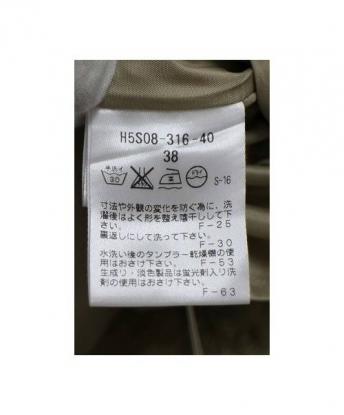 H5S08-316-40
38
手洗イ 30 ドライ S-16
寸法や外観の変化を防ぐ為に、洗
濯後はよく形を整え陰干しして下
さい。 F-25
裏返しにして洗って下さい。
F-30
水洗い後のタンブラー乾燥機の使
用はおさけ下さい。 F-53
生成り・淡色製品は蛍光剤入り洗
剤の使用はおさけ下さい。
F-63